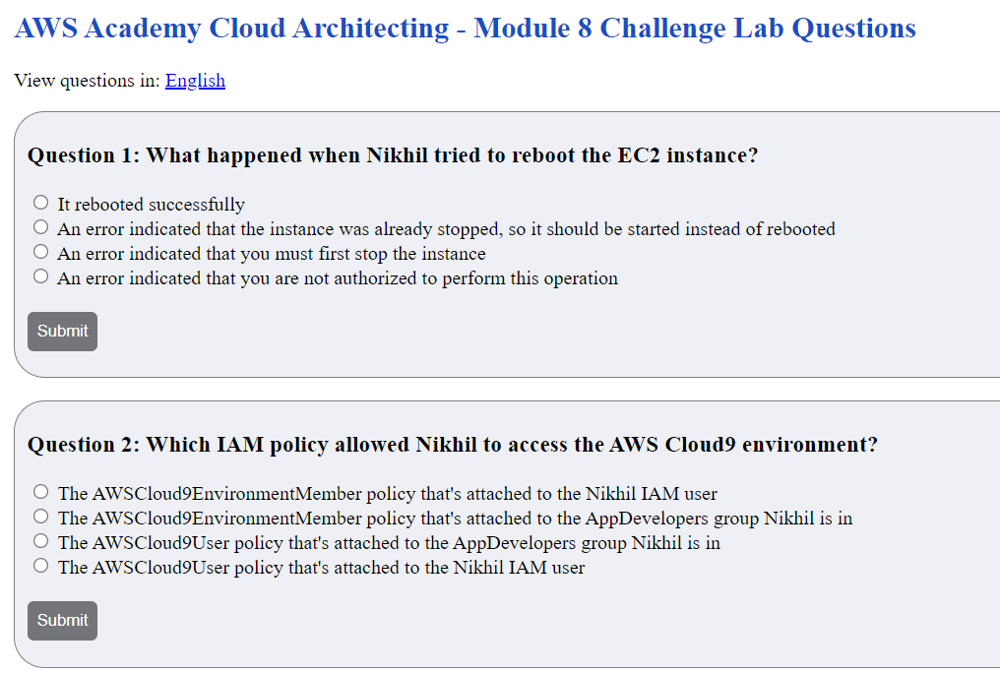 AWS Academy Cloud Architecting - Module 8 Challenge Lab Questions
View questions in: English
Question 1: What happened when Nikhil tried to reboot the EC2 instance?
It rebooted successfully
An error indicated that the instance was already stopped, so it should be started instead of rebooted
An error indicated that you must first stop the instance
An error indicated that you are not authorized to perform this operation
Submit
Question 2: Which IAM policy allowed Nikhil to access the AWS Cloud9 environment?
The AWSCloud9EnvironmentMember policy that's attached to the Nikhil IAM user
The AWSCloud9EnvironmentMember policy that's attached to the AppDevelopers group Nikhil is in
The AWSCloud9User policy that's attached to the AppDevelopers group Nikhil is in
The AWSCloud9User policy that's attached to the Nikhil IAM user
Submit